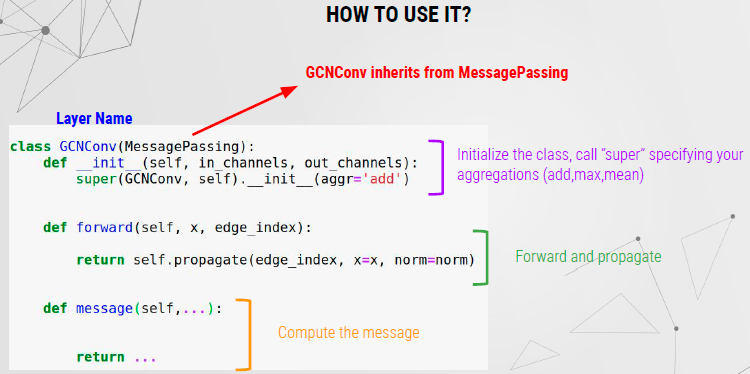 HOW TO USE IT?
GCNConv inherits from MessagePassing
Layer Name
class GCNConv(MessagePassing):
    def __init__(self, in_channels, out_channels):
        super(GCNConv, self).__init__(aggr='add')
Initialize the class, call “super” specifying your
aggregations (add,max,mean)
    def forward(self, x, edge_index):
        return self.propagate(edge_index, x=x, norm=norm)
Forward and propagate
    def message(self,...):
        return ...
Compute the message